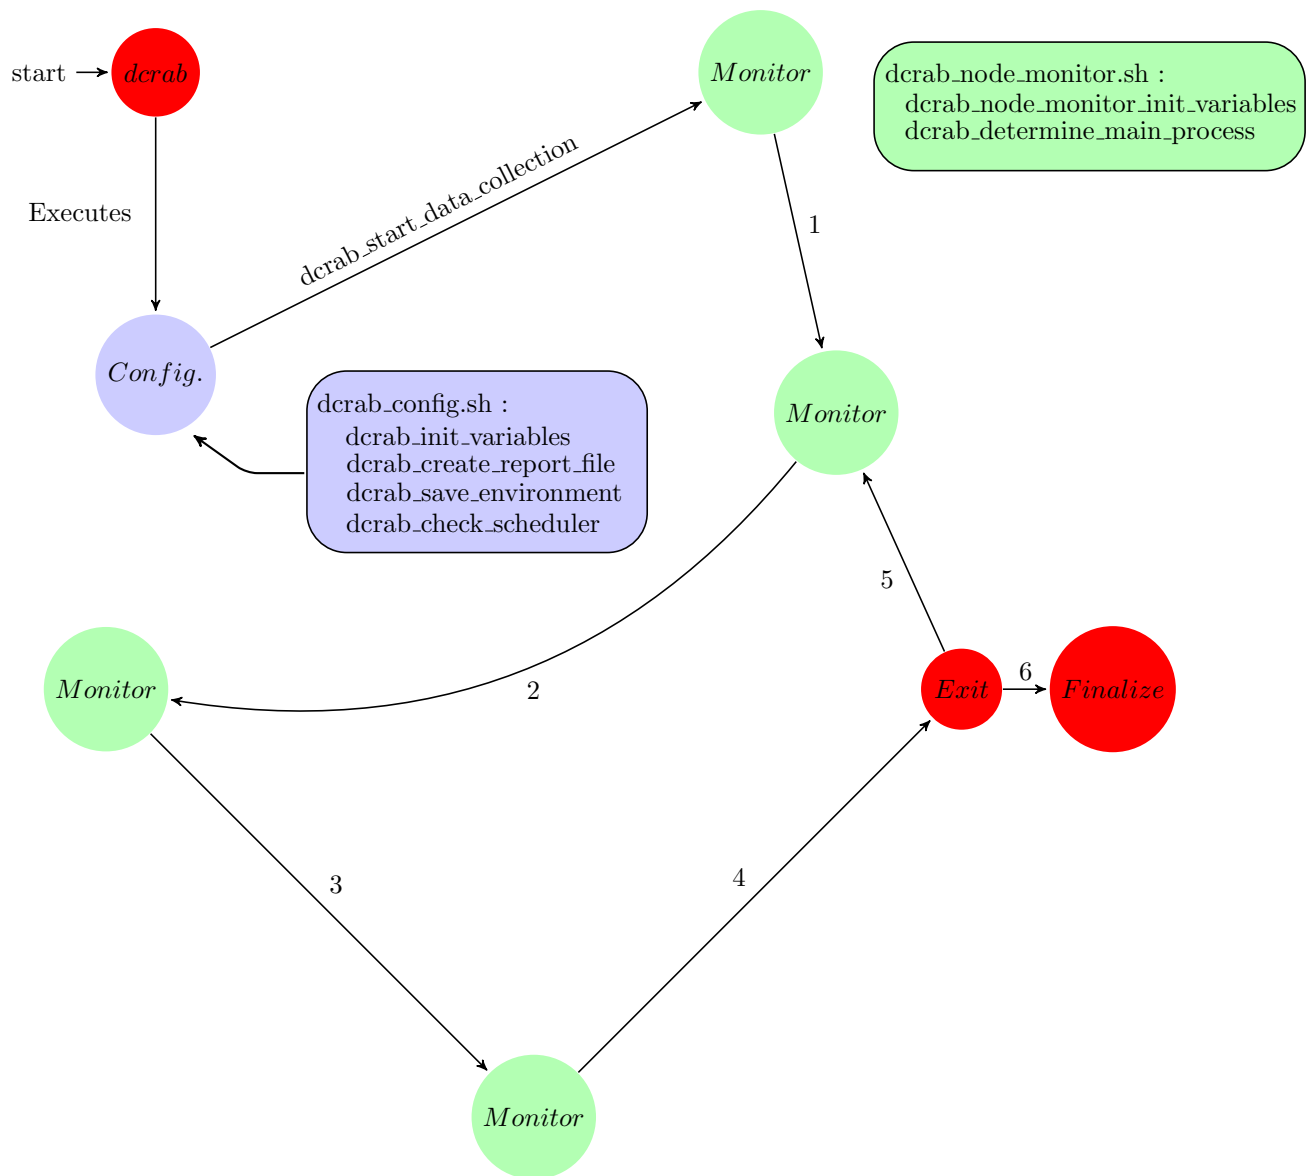 start
dcrab
Monitor
dcrab_node_monitor.sh :
dcrab_node_monitor_init_variables
dcrab_determine_main_process
Executes
dcrab_start_data_collection
1
Config.
dcrab_config.sh :
dcrab_init_variables
dcrab_create_report_file
dcrab_save_environment
dcrab_check_scheduler
Monitor
5
Monitor
2
Exit
6
Finalize
3
4
Monitor